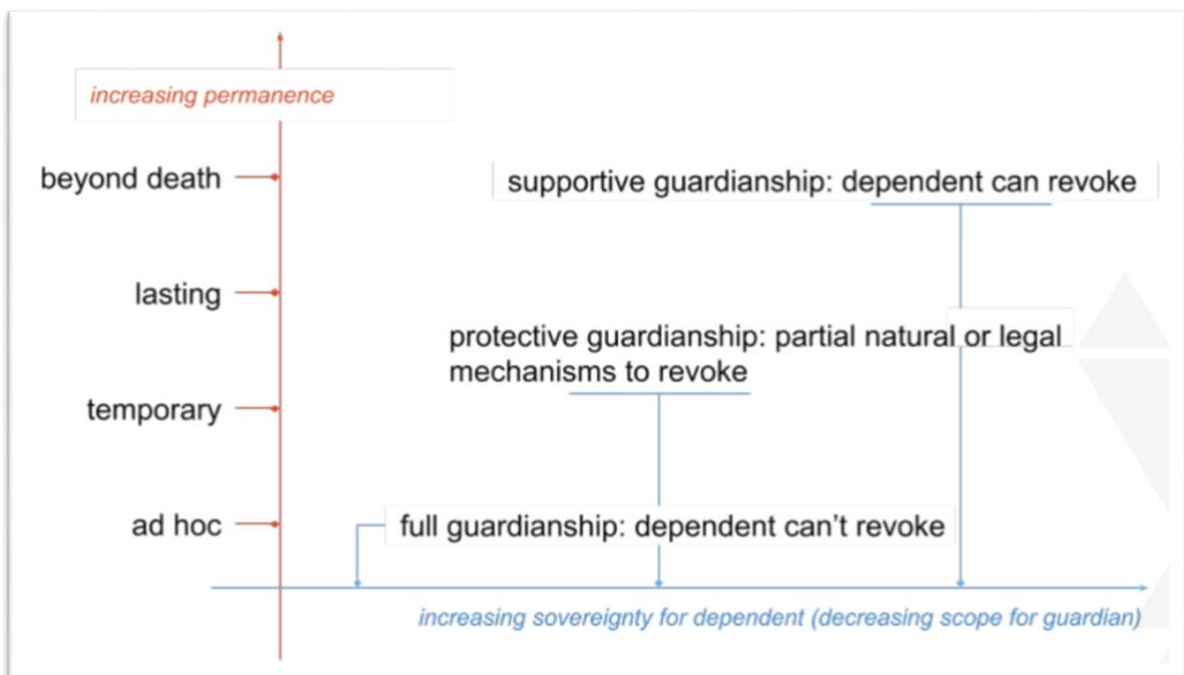 increasing permanence
beyond death
supportive guardianship: dependent can revoke
lasting
protective guardianship: partial natural or legal
mechanisms to revoke
temporary
ad hoc
full guardianship: dependent can’t revoke
increasing sovereignty for dependent (decreasing scope for guardian)